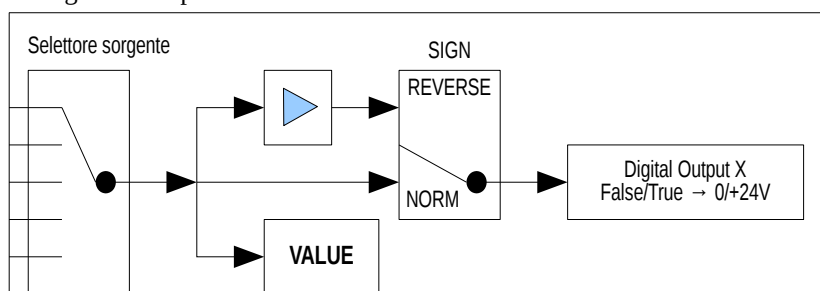 Selettore sorgente
SIGN
REVERSE
NORM
Digital Output X
False/True → 0/+24V
VALUE